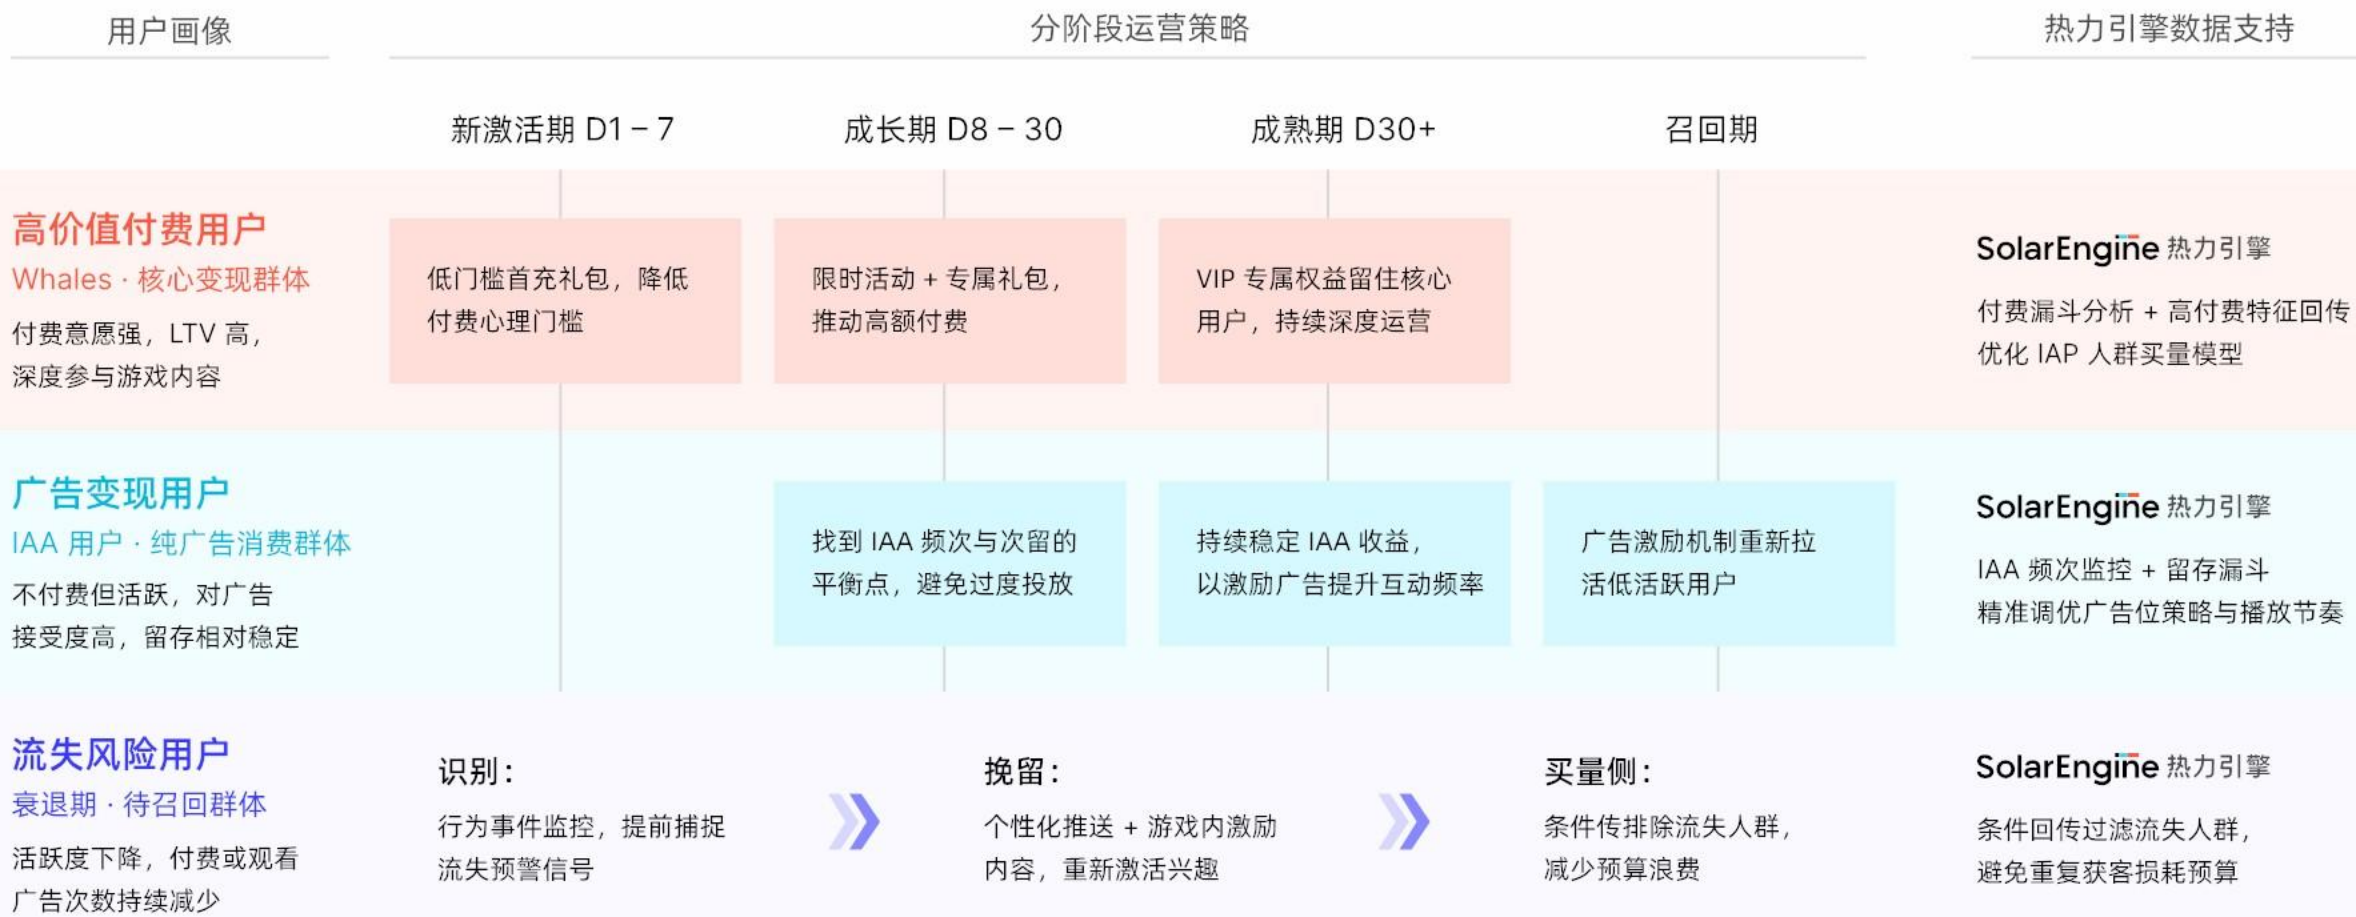 用户画像
分阶段运营策略
热力引擎数据支持
新激活期 D1 – 7
成长期 D8 – 30
成熟期 D30+
召回期
高价值付费用户
Whales · 核心变现群体
付费意愿强，LTV 高，
深度参与游戏内容
低门槛首充礼包，降低
付费心理门槛
限时活动 + 专属礼包，
推动高额付费
VIP 专属权益留住核心
用户，持续深度运营
SolarEngine 热力引擎
付费漏斗分析 + 高付费特征回传
优化 IAP 人群买量模型
广告变现用户
IAA 用户 · 纯广告消费群体
不付费但活跃，对广告
接受度高，留存相对稳定
找到 IAA 频次与次留的
平衡点，避免过度投放
持续稳定 IAA 收益，
以激励广告提升互动频率
广告激励机制重新拉
活低活跃用户
SolarEngine 热力引擎
IAA 频次监控 + 留存漏斗
精准调优广告位策略与播放节奏
流失风险用户
衰退期 · 待召回群体
活跃度下降，付费或观看
广告次数持续减少
识别：
行为事件监控，提前捕捉
流失预警信号
挽留：
个性化推送 + 游戏内激励
内容，重新激活兴趣
买量侧：
条件传排除流失人群，
减少预算浪费
SolarEngine 热力引擎
条件回传过滤流失人群，
避免重复获客损耗预算